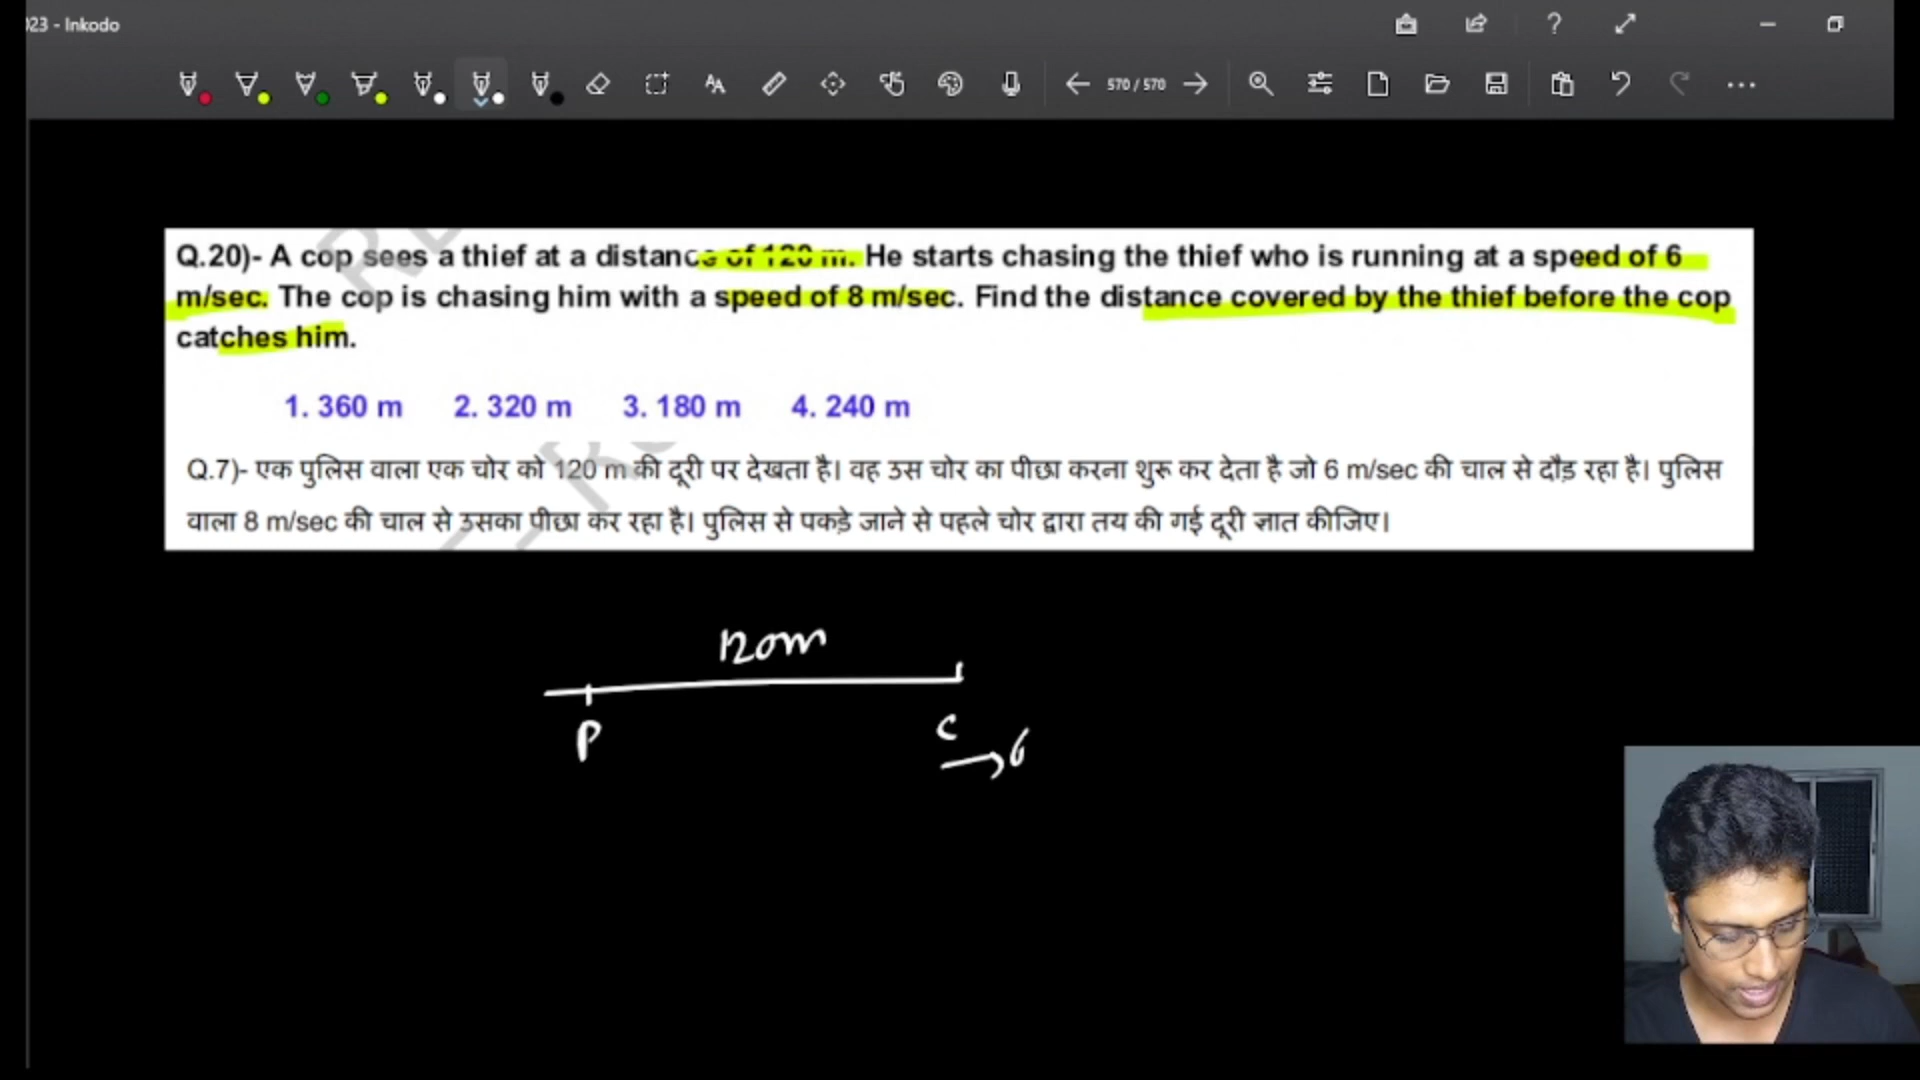 023 - Inkodo
570 / 570
Q.20)- A cop sees a thief at a distance of 120 m. He starts chasing the thief who is running at a speed of 6
m/sec. The cop is chasing him with a speed of 8 m/sec. Find the distance covered by the thief before the cop
catches him.
1. 360 m 2. 320 m 3. 180 m 4. 240 m
Q.7)- एक पुलिस वाला एक चोर को 120 m की दूरी पर देखता है। वह उस चोर का पीछा करना शुरू कर देता है जो 6 m/sec की चाल से दौड़ रहा है। पुलिस
वाला 8 m/sec की चाल से उसका पीछा कर रहा है। पुलिस से पकड़े जाने से पहले चोर द्वारा तय की गई दूरी ज्ञात कीजिए।
120m
P C
→6